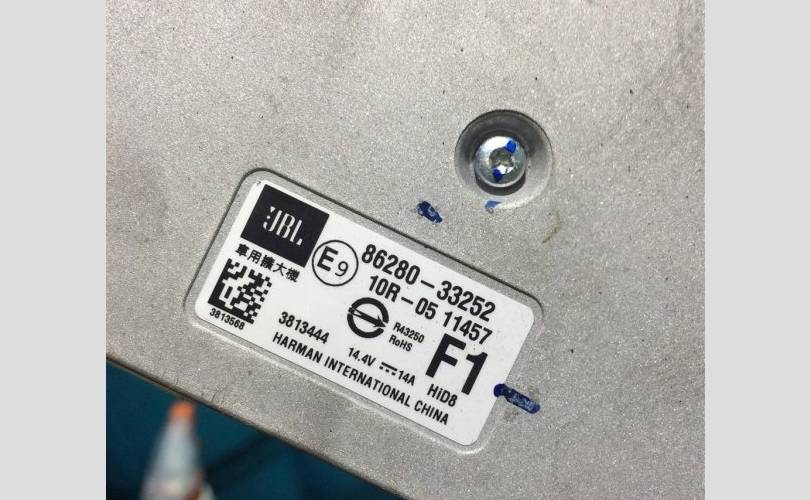 JBL
車用擴大機
3813568
E9
86280-33252
10R-05 11457
R43250
RoHS
F1
HiD8
3813444
14.4V ⎓ 14A
HARMAN INTERNATIONAL CHINA